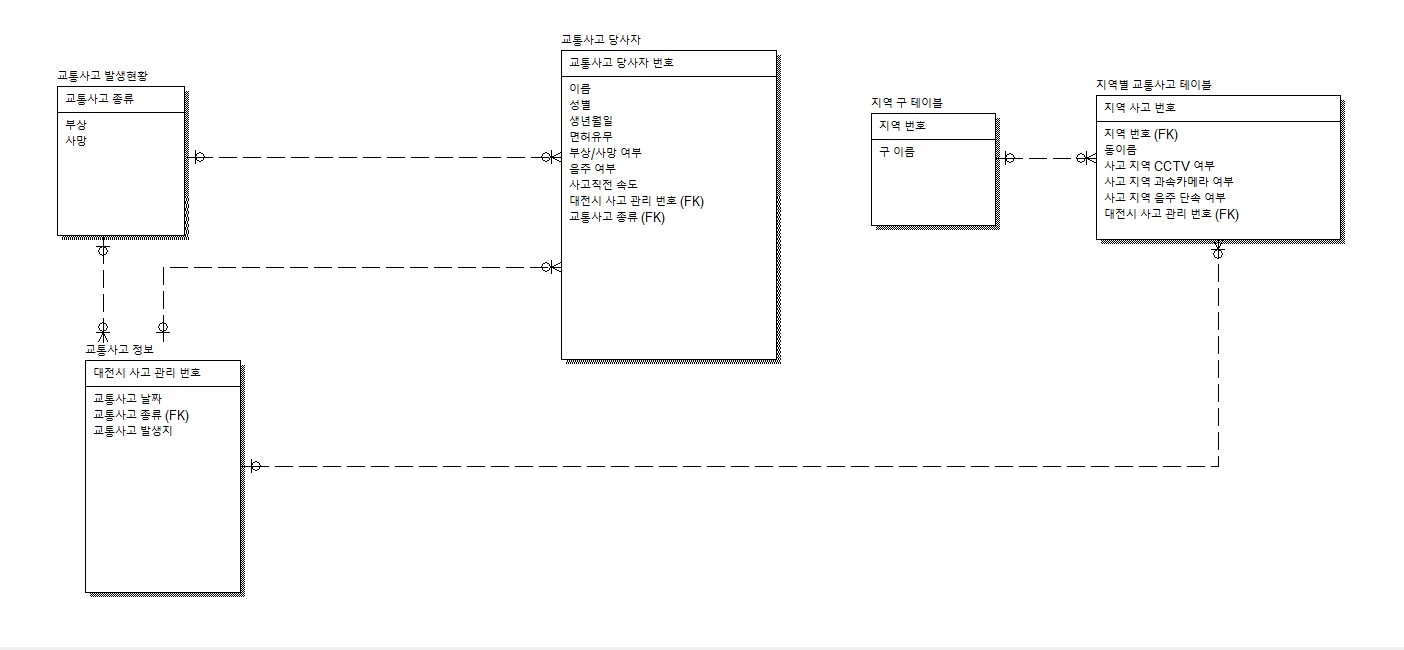 교통사고 발생현황
교통사고 종류
부상
사망
교통사고 당사자
교통사고 당사자 번호
이름
성별
생년월일
면허유무
부상/사망 여부
음주 여부
사고직전 속도
대전시 사고 관리 번호 (FK)
교통사고 종류 (FK)
지역 구 테이블
지역 번호
구 이름
지역별 교통사고 테이블
지역 사고 번호
지역 번호 (FK)
동이름
사고 지역 CCTV 여부
사고 지역 과속카메라 여부
사고 지역 음주 단속 여부
대전시 사고 관리 번호 (FK)
교통사고 정보
대전시 사고 관리 번호
교통사고 날짜
교통사고 종류 (FK)
교통사고 발생지